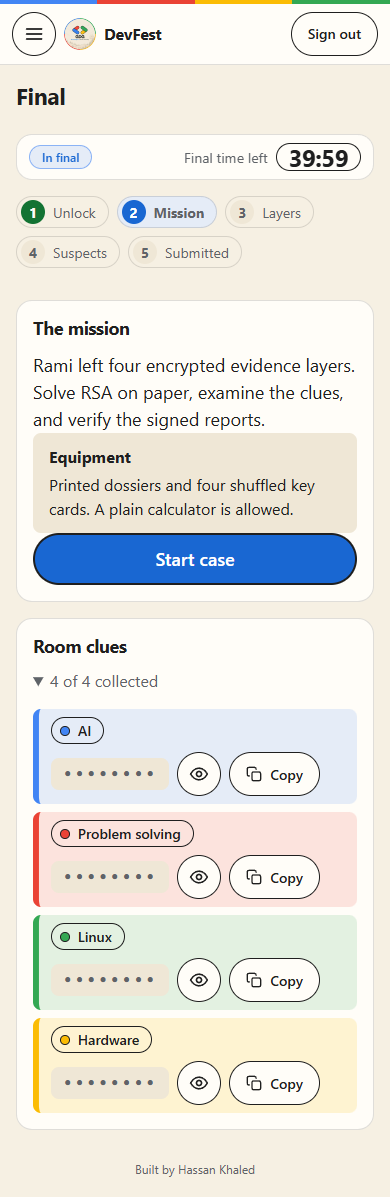 DevFest
Sign out
Final
In final
Final time left
39:59
1 Unlock
2 Mission
3 Layers
4 Suspects
5 Submitted
The mission
Rami left four encrypted evidence layers.
Solve RSA on paper, examine the clues,
and verify the signed reports.
Equipment
Printed dossiers and four shuffled key
cards. A plain calculator is allowed.
Start case
Room clues
▼ 4 of 4 collected
AI
•••••••• Copy
Problem solving
•••••••• Copy
Linux
•••••••• Copy
Hardware
•••••••• Copy
Built by Hassan Khaled